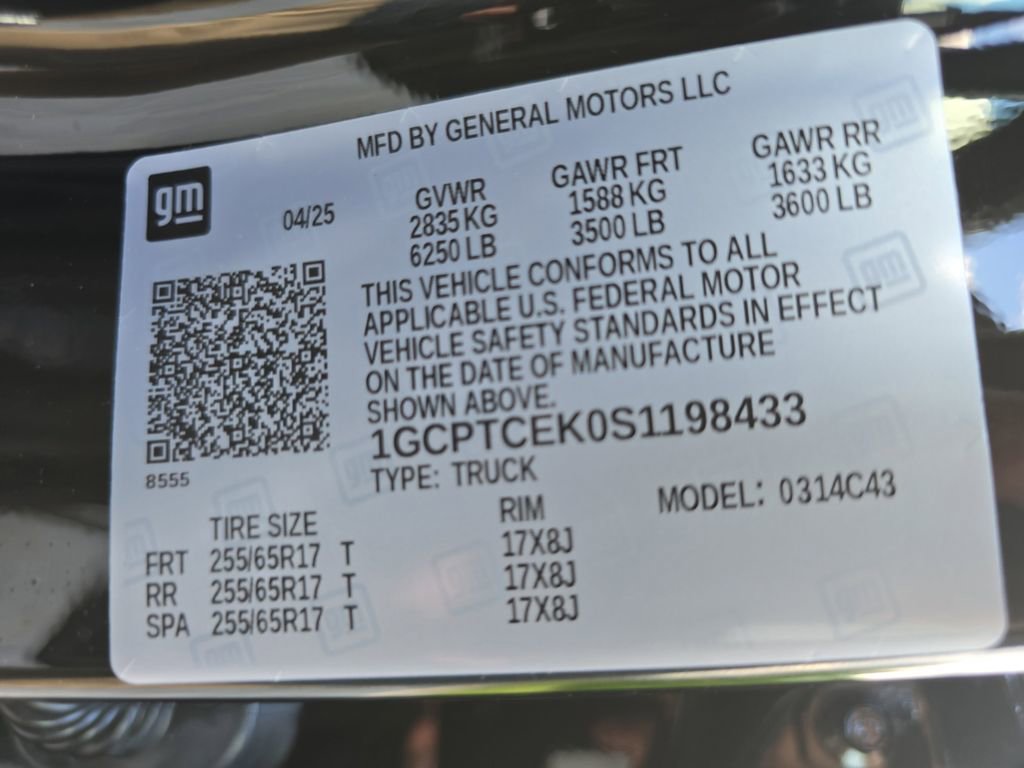 MFD BY GENERAL MOTORS LLC
gm
04/25
GVWR
2835 KG
6250 LB
GAWR FRT
1588 KG
3500 LB
GAWR RR
1633 KG
3600 LB
THIS VEHICLE CONFORMS TO ALL
APPLICABLE U.S. FEDERAL MOTOR
VEHICLE SAFETY STANDARDS IN EFFECT
ON THE DATE OF MANUFACTURE
SHOWN ABOVE.
1GCPTCEK0S1198433
8555
TYPE: TRUCK
MODEL: 0314C43
TIRE SIZE RIM
FRT 255/65R17 T 17X8J
RR 255/65R17 T 17X8J
SPA 255/65R17 T 17X8J